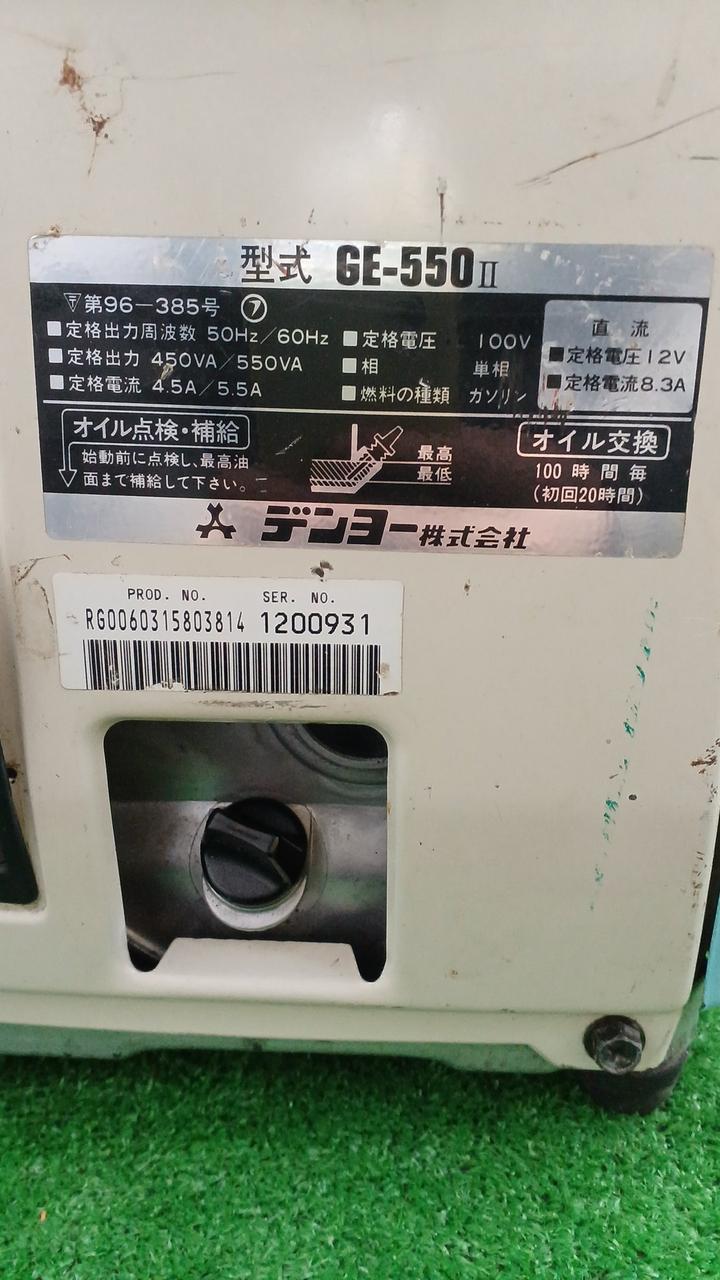 型式 GE-550Ⅱ
〒第96-385号 ㋐
■定格出力周波数 50Hz/60Hz
■定格出力 450VA/550VA
■定格電流 4.5A/5.5A
■定格電圧 100V
■相 単相
■燃料の種類 ガソリン
直流
■定格電圧12V
■定格電流8.3A
オイル点検・補給
始動前に点検し、最高油
面まで補給して下さい。
最高
最低
オイル交換
100時間毎
(初回20時間)
デンヨー株式会社
PROD. NO. SER. NO.
RG0060315803814 1200931